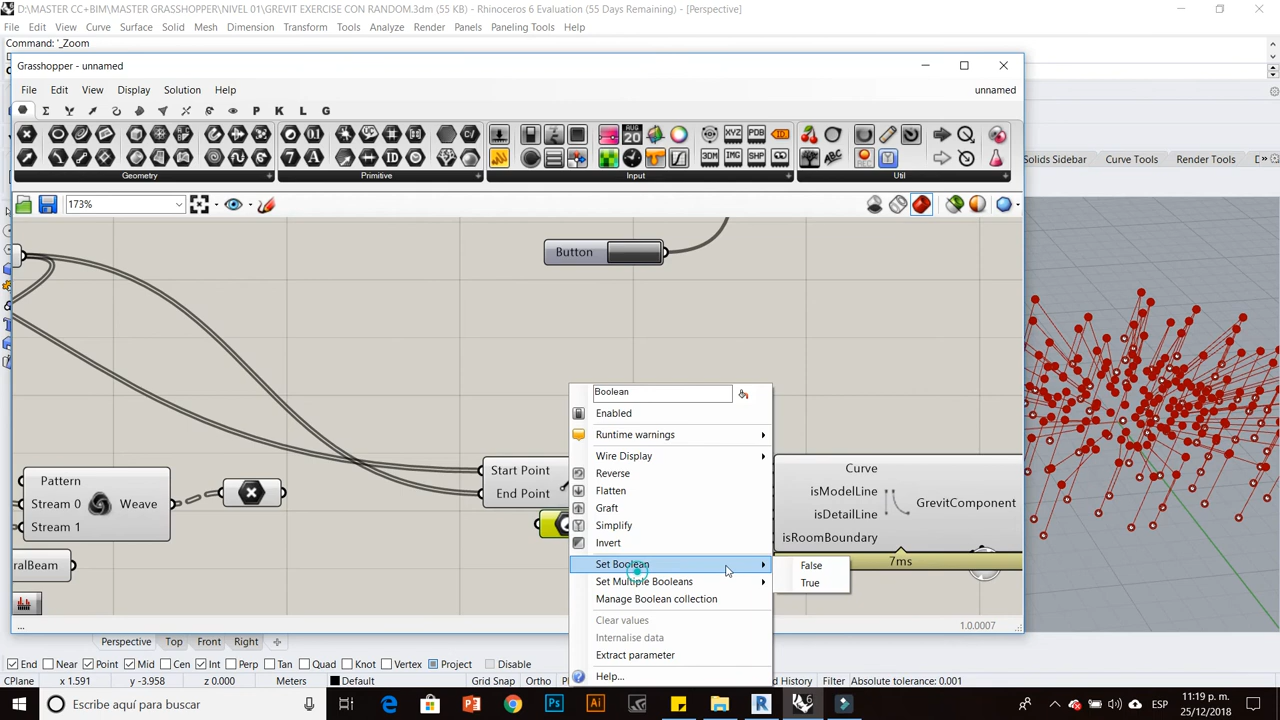 D:\MASTER CC+BIM\MASTER GRASSHOPPER\NIVEL 01\GREVIT EXERCISE CON RANDOM.3dm (55 KB) - Rhinoceros 6 Evaluation (55 Days Remaining) - [Perspective]
File Edit View Curve Surface Solid Mesh Dimension Transform Tools Analyze Render Panels Paneling Tools Help
Command: '_Zoom
Grasshopper - unnamed
File Edit View Display Solution Help unnamed
P K L G
Geometry Primitive Input Util
Solids Sidebar Curve Tools Render Tools
173%
Button
Boolean
Enabled
Runtime warnings
Wire Display
Reverse
Flatten
Graft
Simplify
Invert
Set Boolean
Set Multiple Booleans
Manage Boolean collection
Clear values
Internalise data
Extract parameter
Help...
False
True
Start Point
End Point
Pattern
Stream 0 Weave
Stream 1
ralBeam
Curve
isModelLine
isDetailLine
isRoomBoundary
GrevitComponent
7ms
...
1.0.0007
Perspective Top Front Right
End Near Point Mid Cen Int Perp Tan Quad Knot Vertex Project Disable
CPlane x 1.591 y -3.958 z 0.000 Meters Default Grid Snap Ortho History Filter Absolute tolerance: 0.001
Escribe aquí para buscar
ESP
11:19 p. m.
25/12/2018